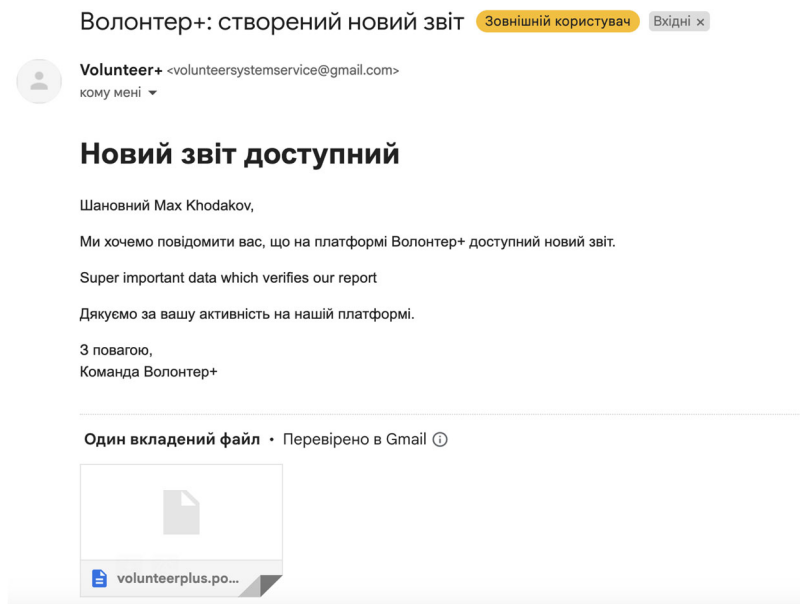 Волонтер+: створений новий звіт Зовнішній користувач Вхідні ×
Volunteer+ <volunteersystemservice@gmail.com>
кому мені
Новий звіт доступний
Шановний Max Khodakov,
Ми хочемо повідомити вас, що на платформі Волонтер+ доступний новий звіт.
Super important data which verifies our report
Дякуємо за вашу активність на нашій платформі.
З повагою,
Команда Волонтер+
Один вкладений файл • Перевірено в Gmail
volunteerplus.po...